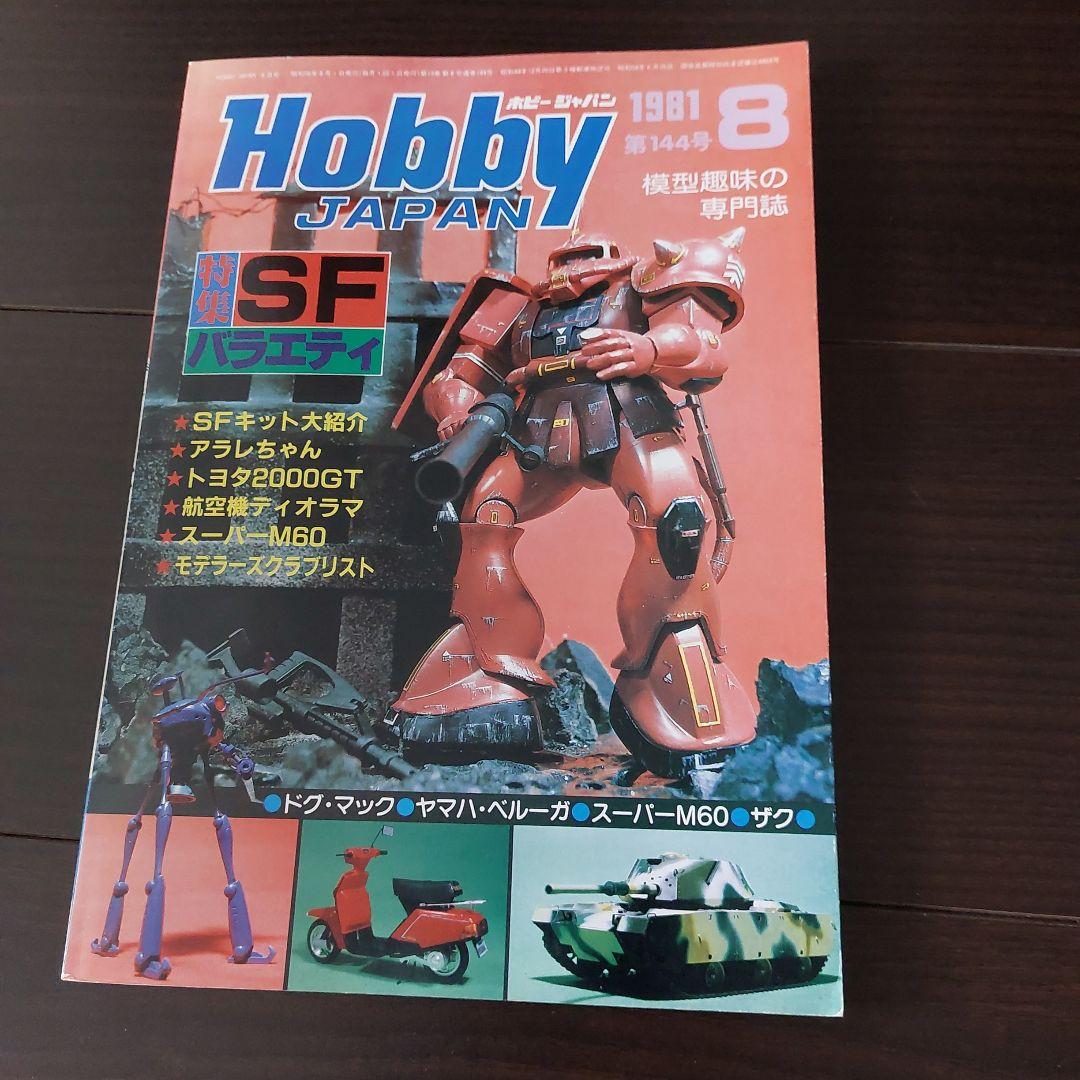 ホビージャパン
Hobby
JAPAN
1981 8
第144号
模型趣味の
専門誌
特集 SF
バラエティ
★SFキット大紹介
★アラレちゃん
★トヨタ2000GT
★航空機ディオラマ
★スーパーM60
★モデラーズクラブリスト
●ドグ・マック●ヤマハ・ベルーガ●スーパーM60●ザク●